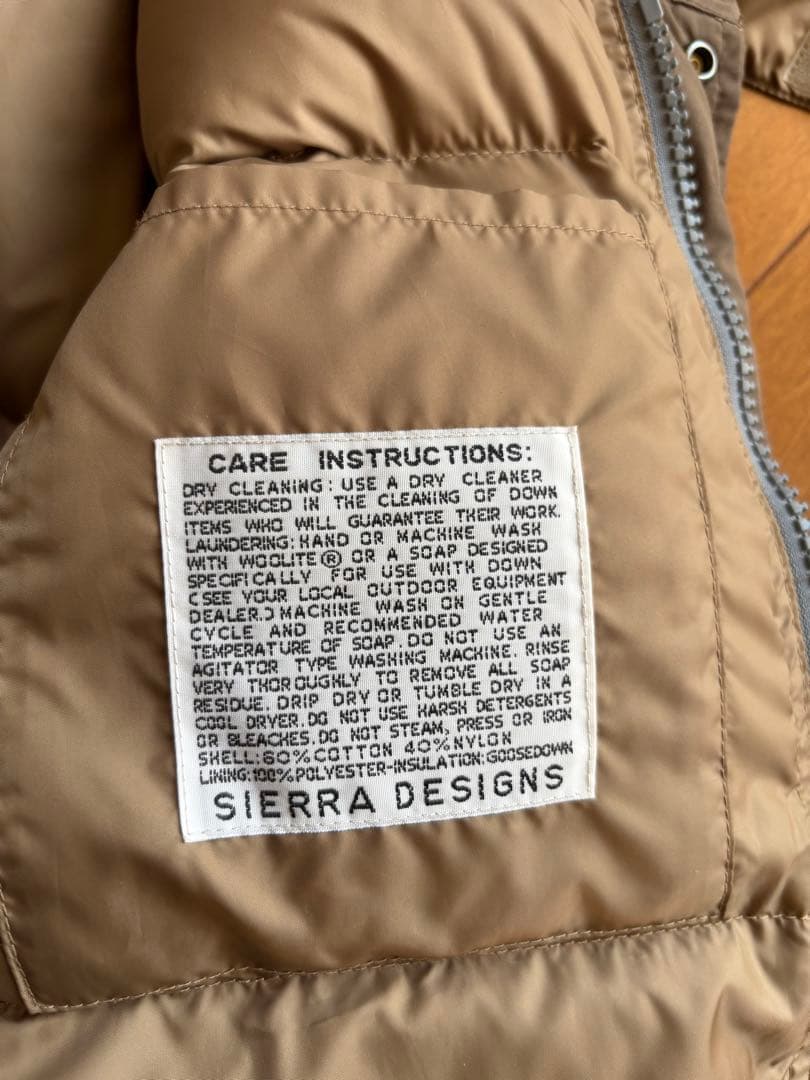 CARE INSTRUCTIONS:
DRY CLEANING: USE A DRY CLEANER
EXPERIENCED IN THE CLEANING OF DOWN
ITEMS WHO WILL GUARANTEE THEIR WORK.
LAUNDERING: HAND OR MACHINE WASH
WITH WOOLITE® OR A SOAP DESIGNED
SPECIFICALLY FOR USE WITH DOWN
(SEE YOUR LOCAL OUTDOOR EQUIPMENT
DEALER.) MACHINE WASH ON GENTLE
CYCLE AND RECOMMENDED WATER
TEMPERATURE OF SOAP. DO NOT USE AN
AGITATOR TYPE WASHING MACHINE. RINSE
VERY THOROUGHLY TO REMOVE ALL SOAP
RESIDUE. DRIP DRY OR TUMBLE DRY IN A
COOL DRYER. DO NOT USE HARSH DETERGENTS
OR BLEACHES. DO NOT STEAM, PRESS OR IRON
SHELL: 60% COTTON 40% NYLON
LINING: 100% POLYESTER-INSULATION: GOOSEDOWN
SIERRA DESIGNS